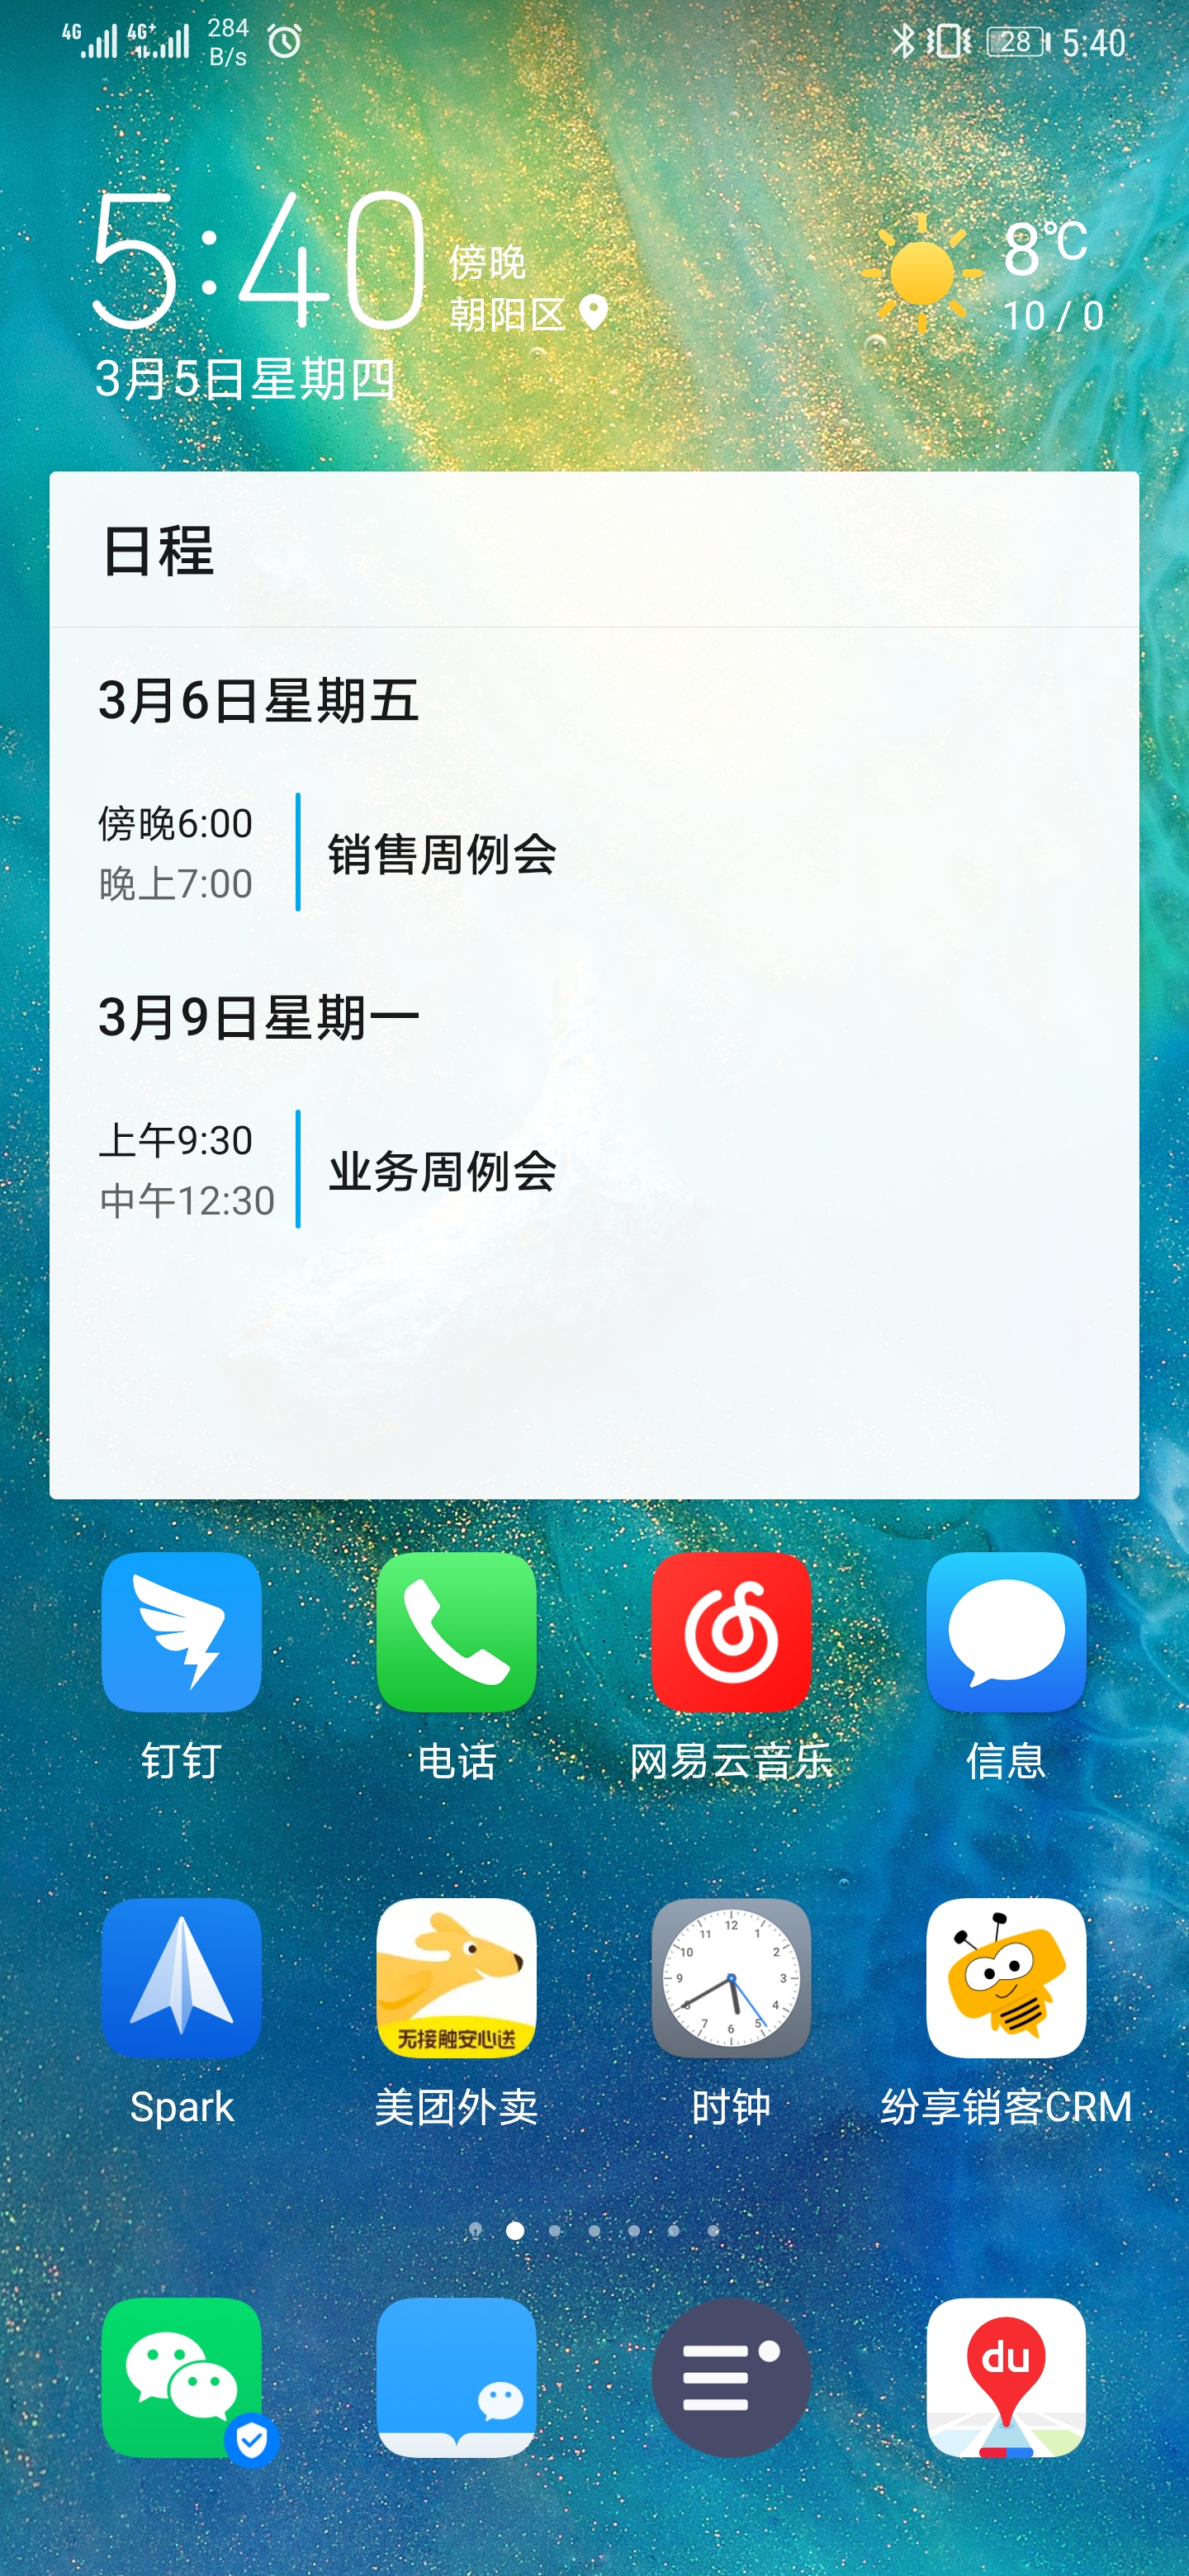 4G 4G+ 284 B/s 28 5:40
5:40 傍晚
朝阳区
3月5日星期四
8℃
10 / 0
日程
3月6日星期五
傍晚6:00
晚上7:00
销售周例会
3月9日星期一
上午9:30
中午12:30
业务周例会
钉钉 电话 网易云音乐 信息
无接触安心送
12 1 2 3 4 5 6 7 8 9 10 11
Spark 美团外卖 时钟 纷享销客CRM
du